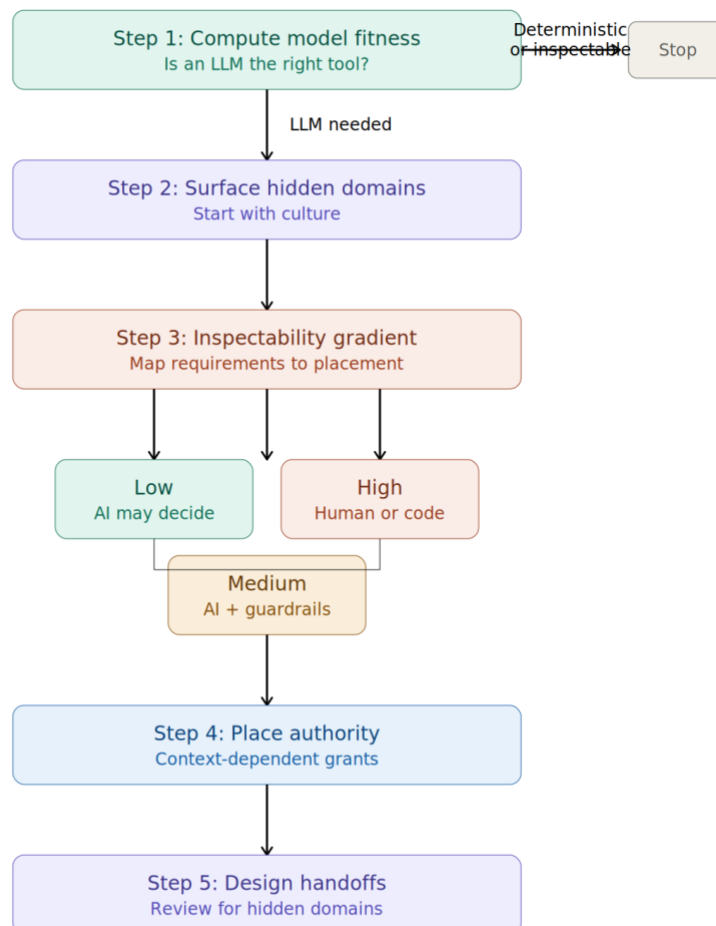 Step 1: Compute model fitness
Is an LLM the right tool?
Deterministic
or inspectable
Stop
LLM needed
Step 2: Surface hidden domains
Start with culture
Step 3: Inspectability gradient
Map requirements to placement
Low
AI may decide
High
Human or code
Medium
AI + guardrails
Step 4: Place authority
Context-dependent grants
Step 5: Design handoffs
Review for hidden domains